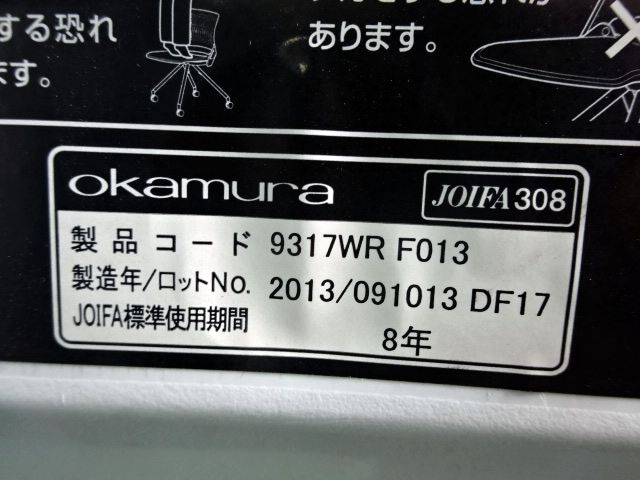 する恐れ
ます。
あります。
okamura
JOIFA308
製品コード 9317WR F013
製造年/ロットNo. 2013/091013 DF17
JOIFA標準使用期間 8年